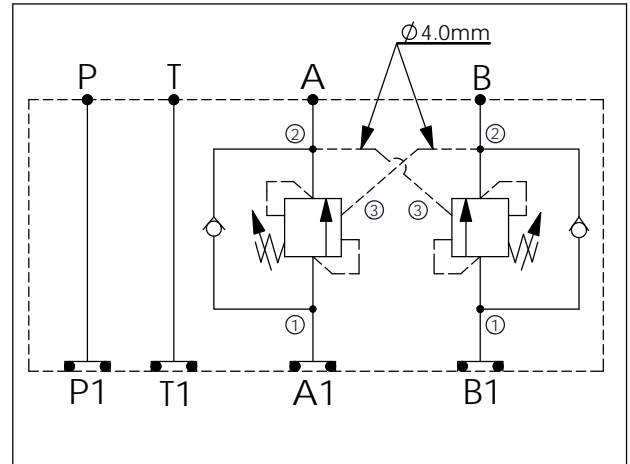 Ø4.0mm
P T A B
② ②
③ ③
① ①
P1 T1 A1 B1